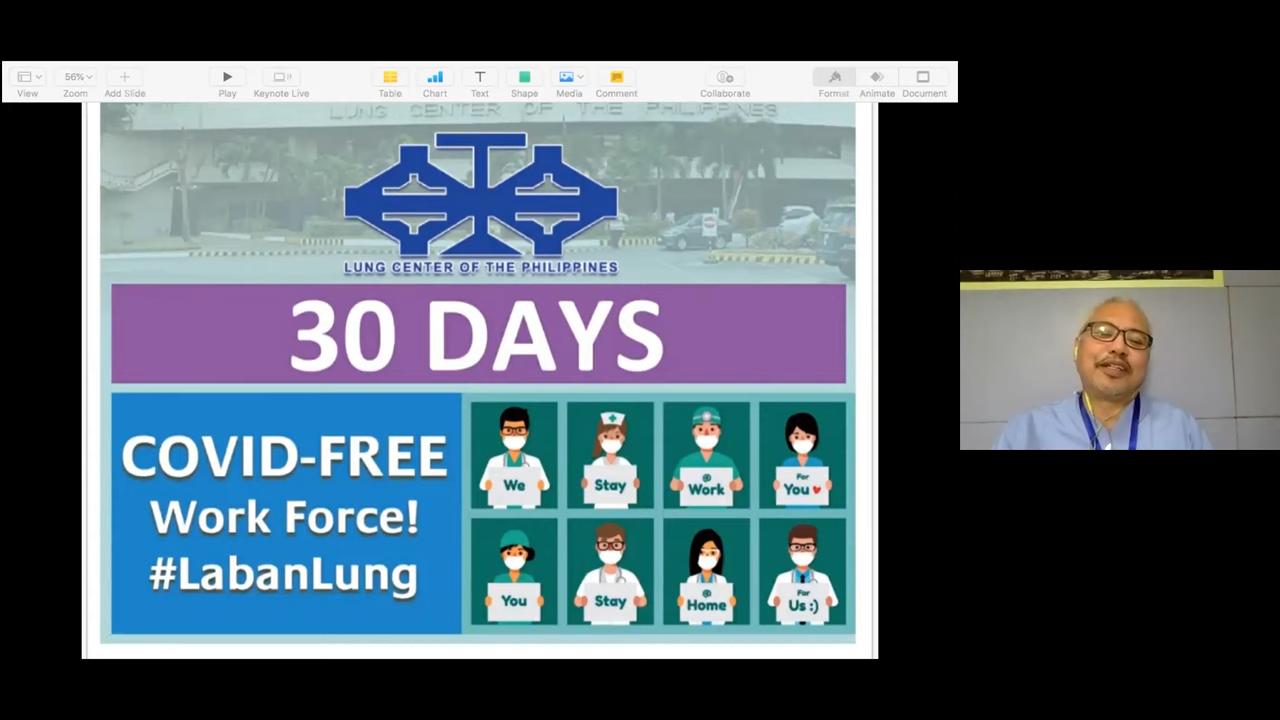 56%
View
Zoom
Add Slide
Play
Keynote Live
Table
Chart
Text
Shape
Media
Comment
Collaborate
Format
Animate
Document
LUNG CENTER OF THE PHILIPPINES
LUNG CENTER OF THE PHILIPPINES
30 DAYS
COVID-FREE
Work Force!
#LabanLung
We
Stay
@
Work
For
You
You
Stay
@
Home
For
Us :)